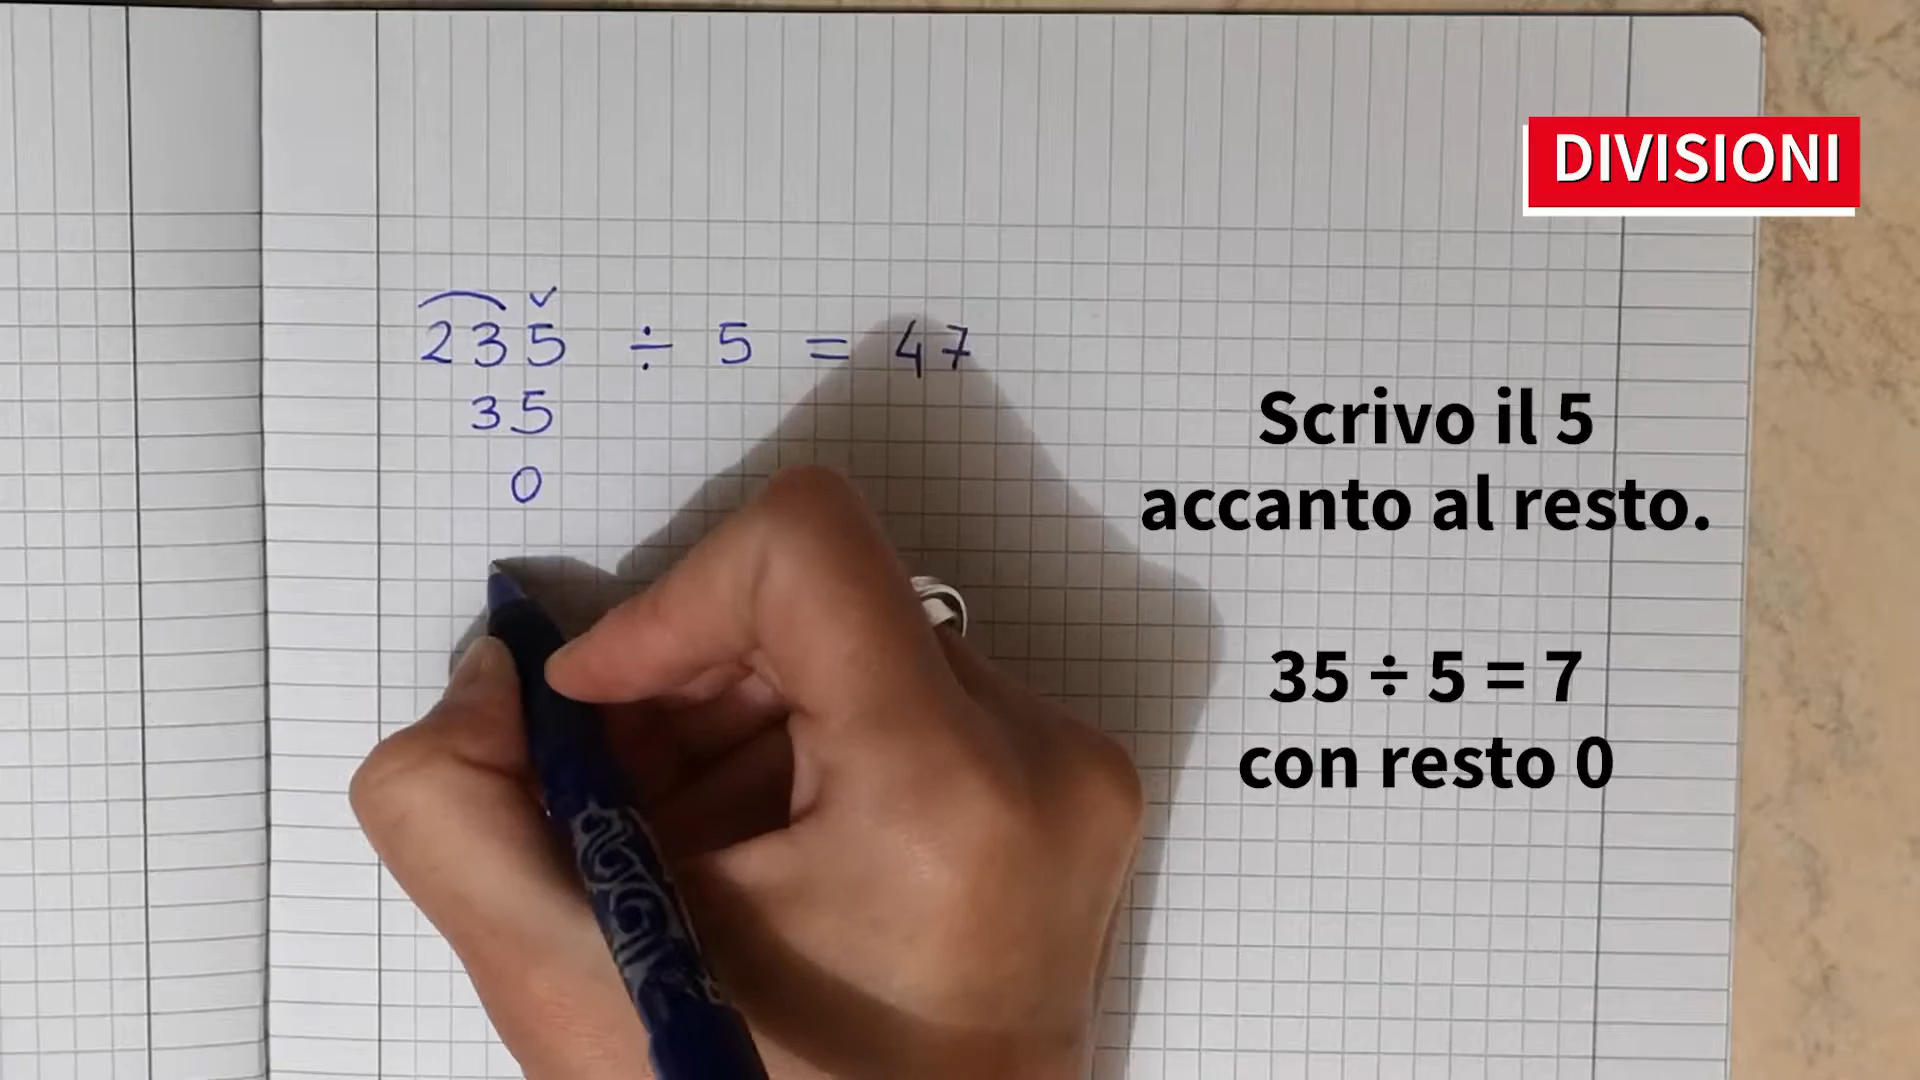 DIVISIONI
235 ÷ 5 = 47
35
0
Scrivo il 5
accanto al resto.
35 ÷ 5 = 7
con resto 0